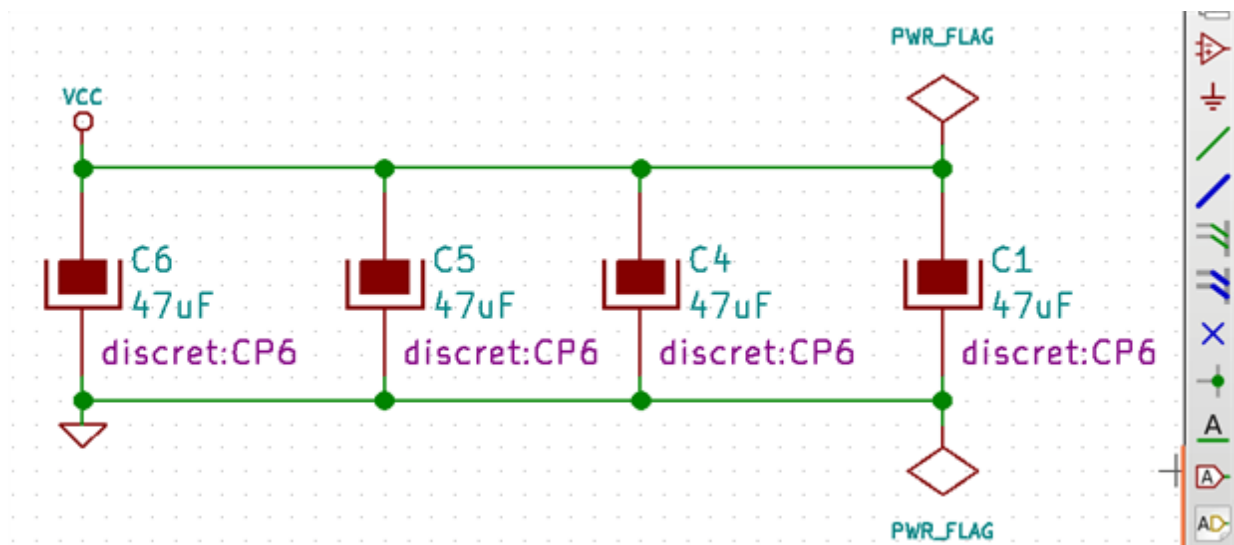 PWR_FLAG
VCC
C6
47uF
discret:CP6
C5
47uF
discret:CP6
C4
47uF
discret:CP6
C1
47uF
discret:CP6
PWR_FLAG
A
A
AD